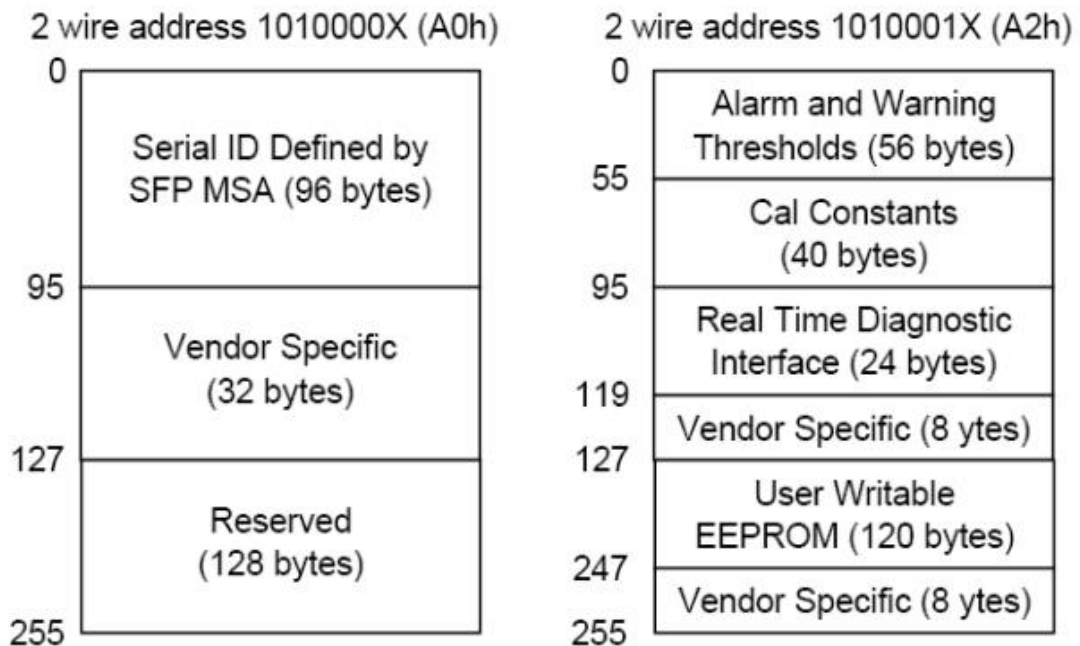 2 wire address 1010000X (A0h)
0
Serial ID Defined by
SFP MSA (96 bytes)
95
Vendor Specific
(32 bytes)
127
Reserved
(128 bytes)
255
2 wire address 1010001X (A2h)
0
Alarm and Warning
Thresholds (56 bytes)
55
Cal Constants
(40 bytes)
95
Real Time Diagnostic
Interface (24 bytes)
119
Vendor Specific (8 ytes)
127
User Writable
EEPROM (120 bytes)
247
Vendor Specific (8 ytes)
255